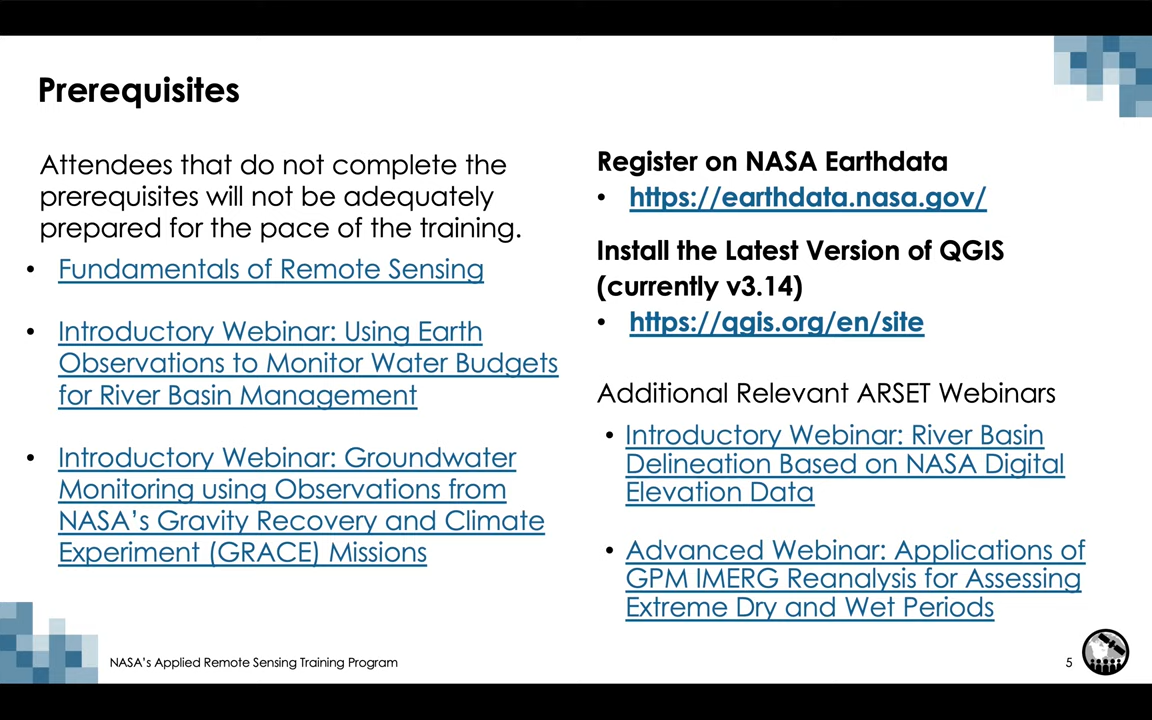 Prerequisites
Attendees that do not complete the
prerequisites will not be adequately
prepared for the pace of the training.
• Fundamentals of Remote Sensing
• Introductory Webinar: Using Earth
Observations to Monitor Water Budgets
for River Basin Management
• Introductory Webinar: Groundwater
Monitoring using Observations from
NASA’s Gravity Recovery and Climate
Experiment (GRACE) Missions
Register on NASA Earthdata
• https://earthdata.nasa.gov/
Install the Latest Version of QGIS
(currently v3.14)
• https://qgis.org/en/site
Additional Relevant ARSET Webinars
• Introductory Webinar: River Basin
Delineation Based on NASA Digital
Elevation Data
• Advanced Webinar: Applications of
GPM IMERG Reanalysis for Assessing
Extreme Dry and Wet Periods
NASA’s Applied Remote Sensing Training Program
5